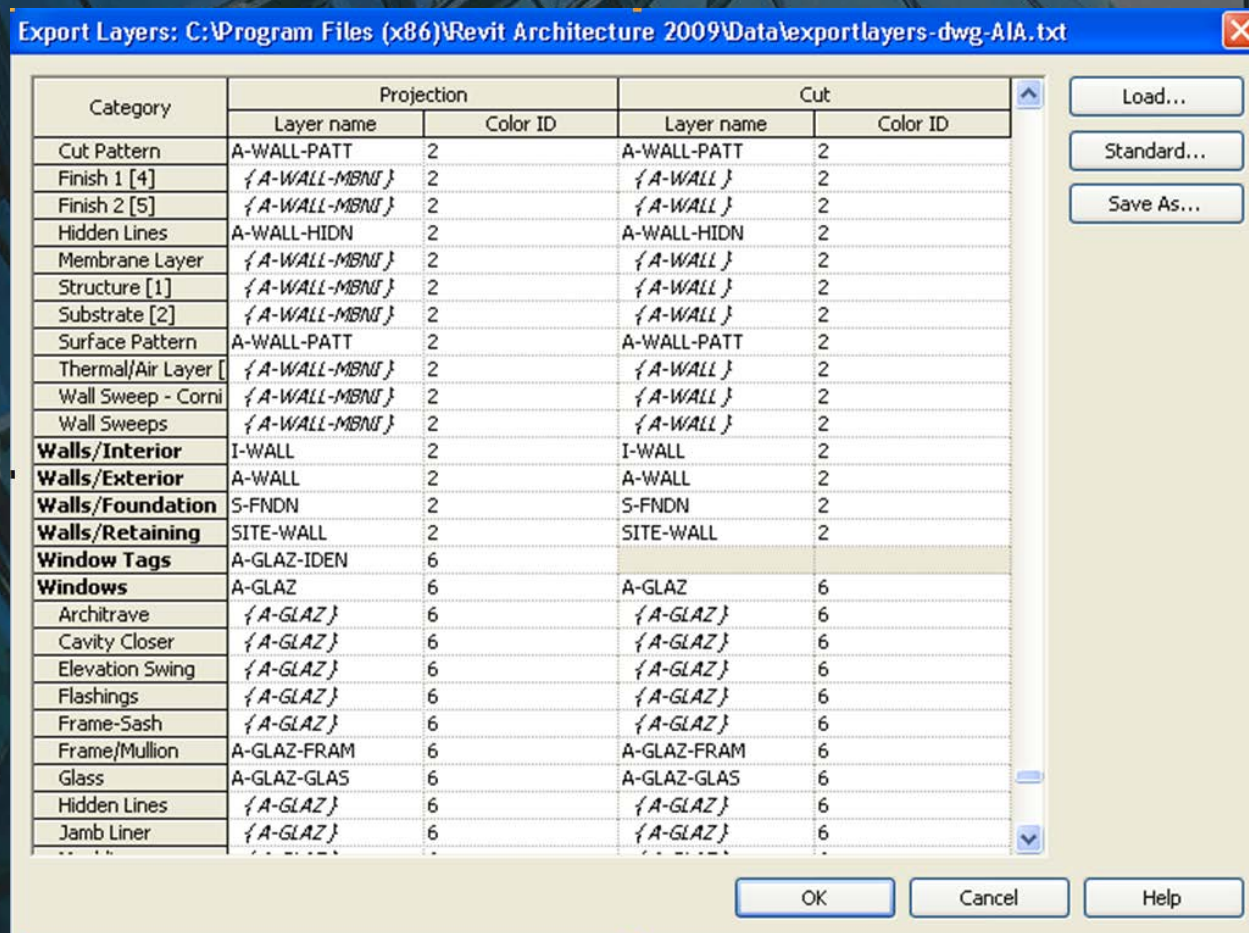 Export Layers: C:\Program Files (x86)\Revit Architecture 2009\Data\exportlayers-dwg-AIA.txt
Category Projection Cut
Layer name Color ID Layer name Color ID
Cut Pattern A-WALL-PATT 2 A-WALL-PATT 2
Finish 1 [4] { A-WALL-MBNI } 2 { A-WALL } 2
Finish 2 [5] { A-WALL-MBNI } 2 { A-WALL } 2
Hidden Lines A-WALL-HIDN 2 A-WALL-HIDN 2
Membrane Layer { A-WALL-MBNI } 2 { A-WALL } 2
Structure [1] { A-WALL-MBNI } 2 { A-WALL } 2
Substrate [2] { A-WALL-MBNI } 2 { A-WALL } 2
Surface Pattern A-WALL-PATT 2 A-WALL-PATT 2
Thermal/Air Layer [ { A-WALL-MBNI } 2 { A-WALL } 2
Wall Sweep - Corni { A-WALL-MBNI } 2 { A-WALL } 2
Wall Sweeps { A-WALL-MBNI } 2 { A-WALL } 2
Walls/Interior I-WALL 2 I-WALL 2
Walls/Exterior A-WALL 2 A-WALL 2
Walls/Foundation S-FNDN 2 S-FNDN 2
Walls/Retaining SITE-WALL 2 SITE-WALL 2
Window Tags A-GLAZ-IDEN 6
Windows A-GLAZ 6 A-GLAZ 6
Architrave { A-GLAZ } 6 { A-GLAZ } 6
Cavity Closer { A-GLAZ } 6 { A-GLAZ } 6
Elevation Swing { A-GLAZ } 6 { A-GLAZ } 6
Flashings { A-GLAZ } 6 { A-GLAZ } 6
Frame-Sash { A-GLAZ } 6 { A-GLAZ } 6
Frame/Mullion A-GLAZ-FRAM 6 A-GLAZ-FRAM 6
Glass A-GLAZ-GLAS 6 A-GLAZ-GLAS 6
Hidden Lines { A-GLAZ } 6 { A-GLAZ } 6
Jamb Liner { A-GLAZ } 6 { A-GLAZ } 6
Load...
Standard...
Save As...
OK Cancel Help